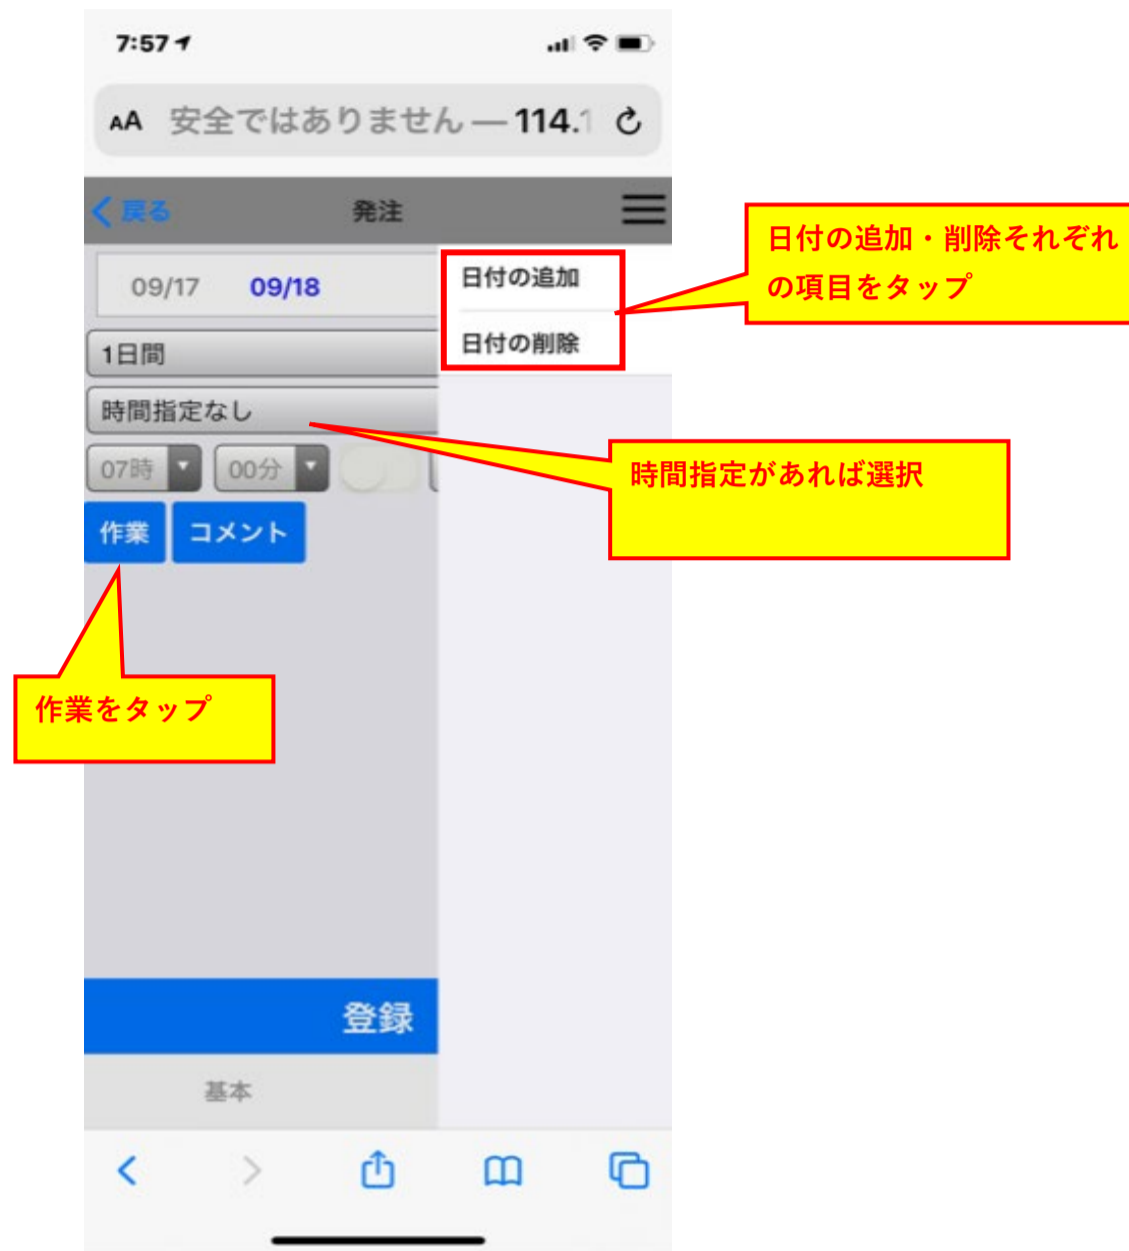 7:57
AA 安全ではありません — 114.1
戻る 発注
09/17 09/18
日付の追加
日付の削除
日付の追加・削除それぞれ
の項目をタップ
1日間
時間指定なし
07時 00分
時間指定があれば選択
作業 コメント
作業をタップ
登録
基本